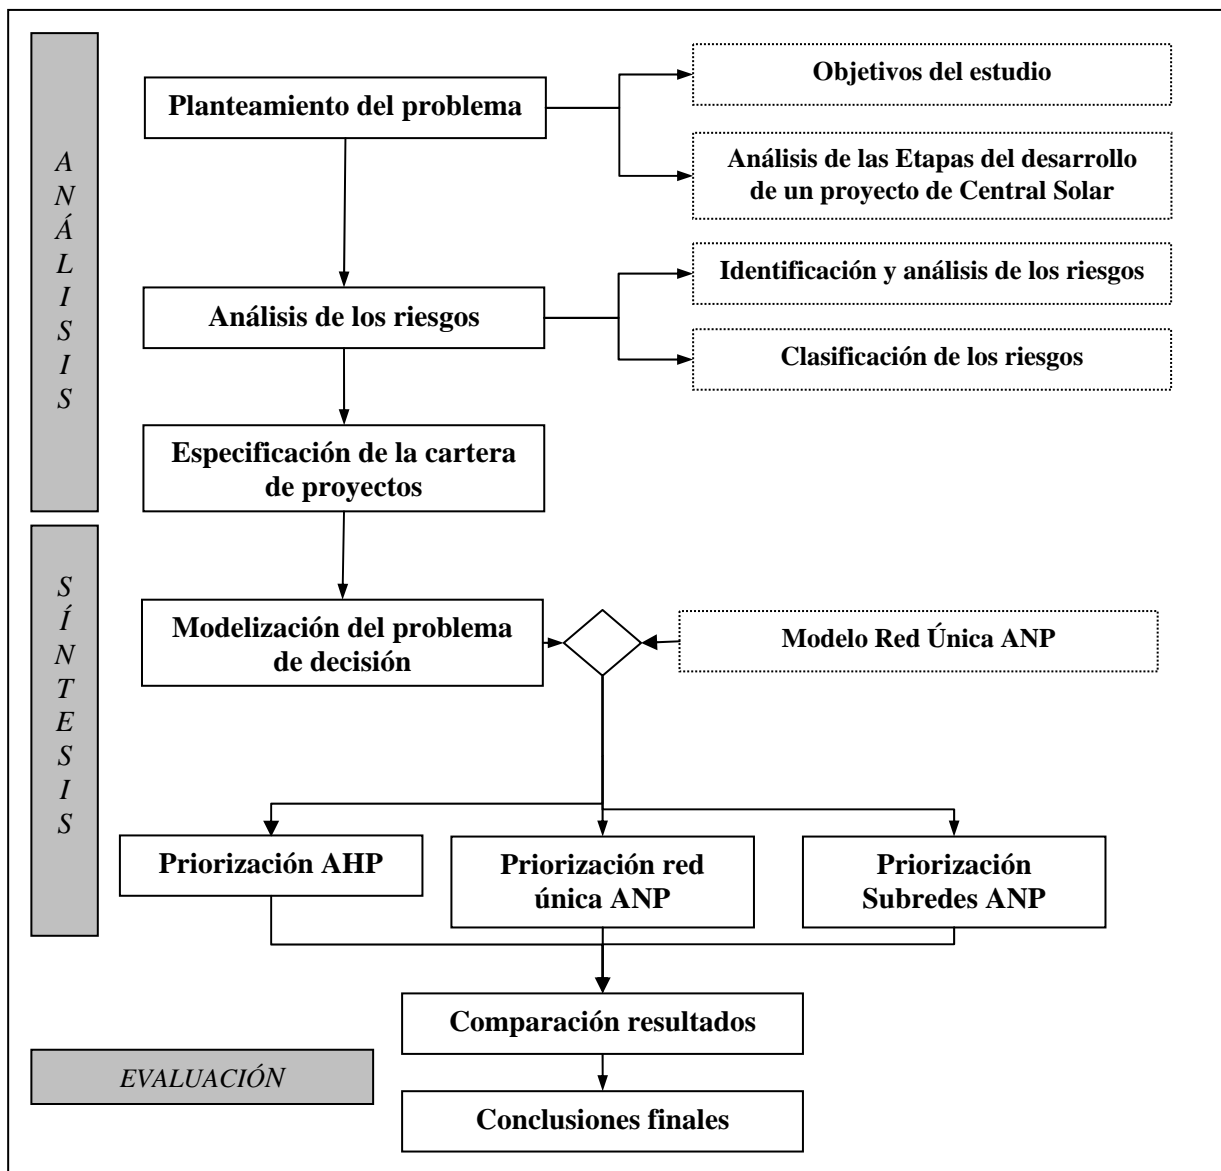 ANÁLISIS
Planteamiento del problema
Objetivos del estudio
Análisis de las Etapas del desarrollo
de un proyecto de Central Solar
Análisis de los riesgos
Identificación y análisis de los riesgos
Clasificación de los riesgos
Especificación de la cartera
de proyectos
SÍNTESIS
Modelización del problema
de decisión
Modelo Red Única ANP
Priorización AHP
Priorización red
única ANP
Priorización
Subredes ANP
Comparación resultados
EVALUACIÓN
Conclusiones finales